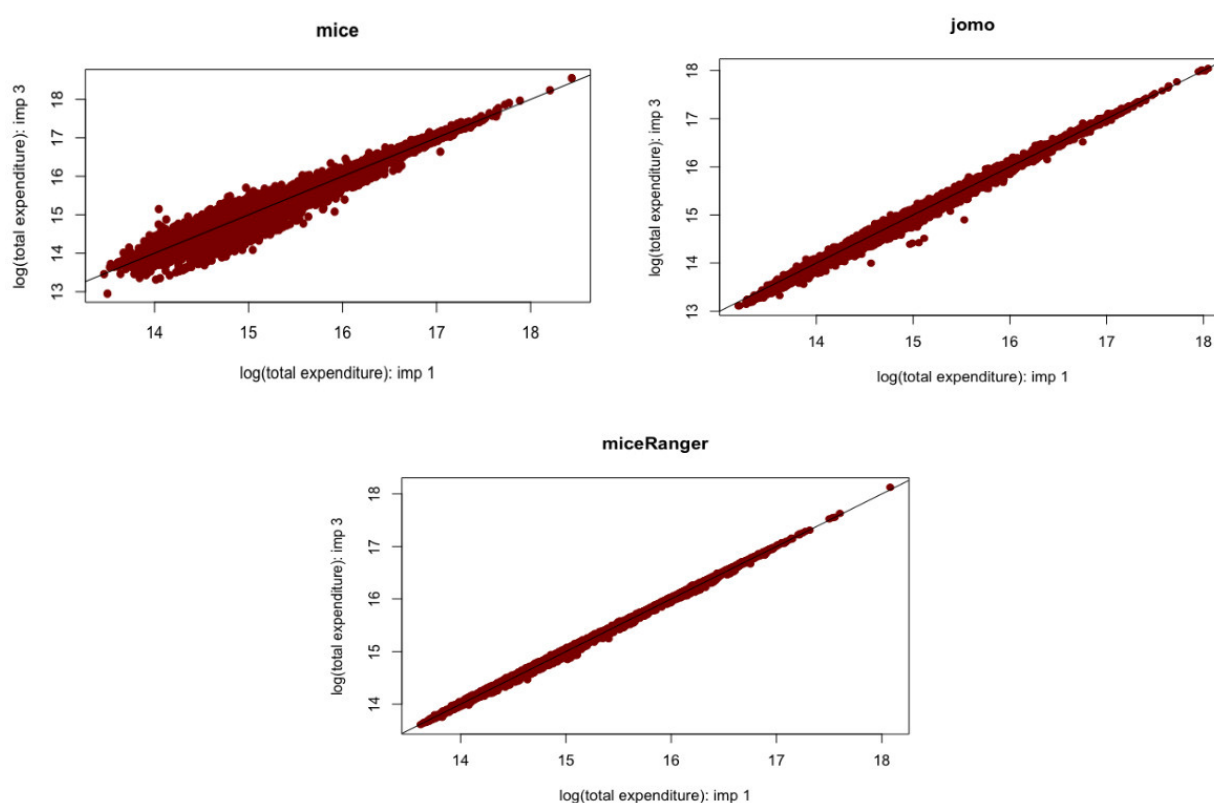 mice
log(total expenditure): imp 3
18
17
16
15
14
13
14 15 16 17 18
log(total expenditure): imp 1
jomo
log(total expenditure): imp 3
18
17
16
15
14
13
14 15 16 17 18
log(total expenditure): imp 1
miceRanger
log(total expenditure): imp 3
18
17
16
15
14
14 15 16 17 18
log(total expenditure): imp 1